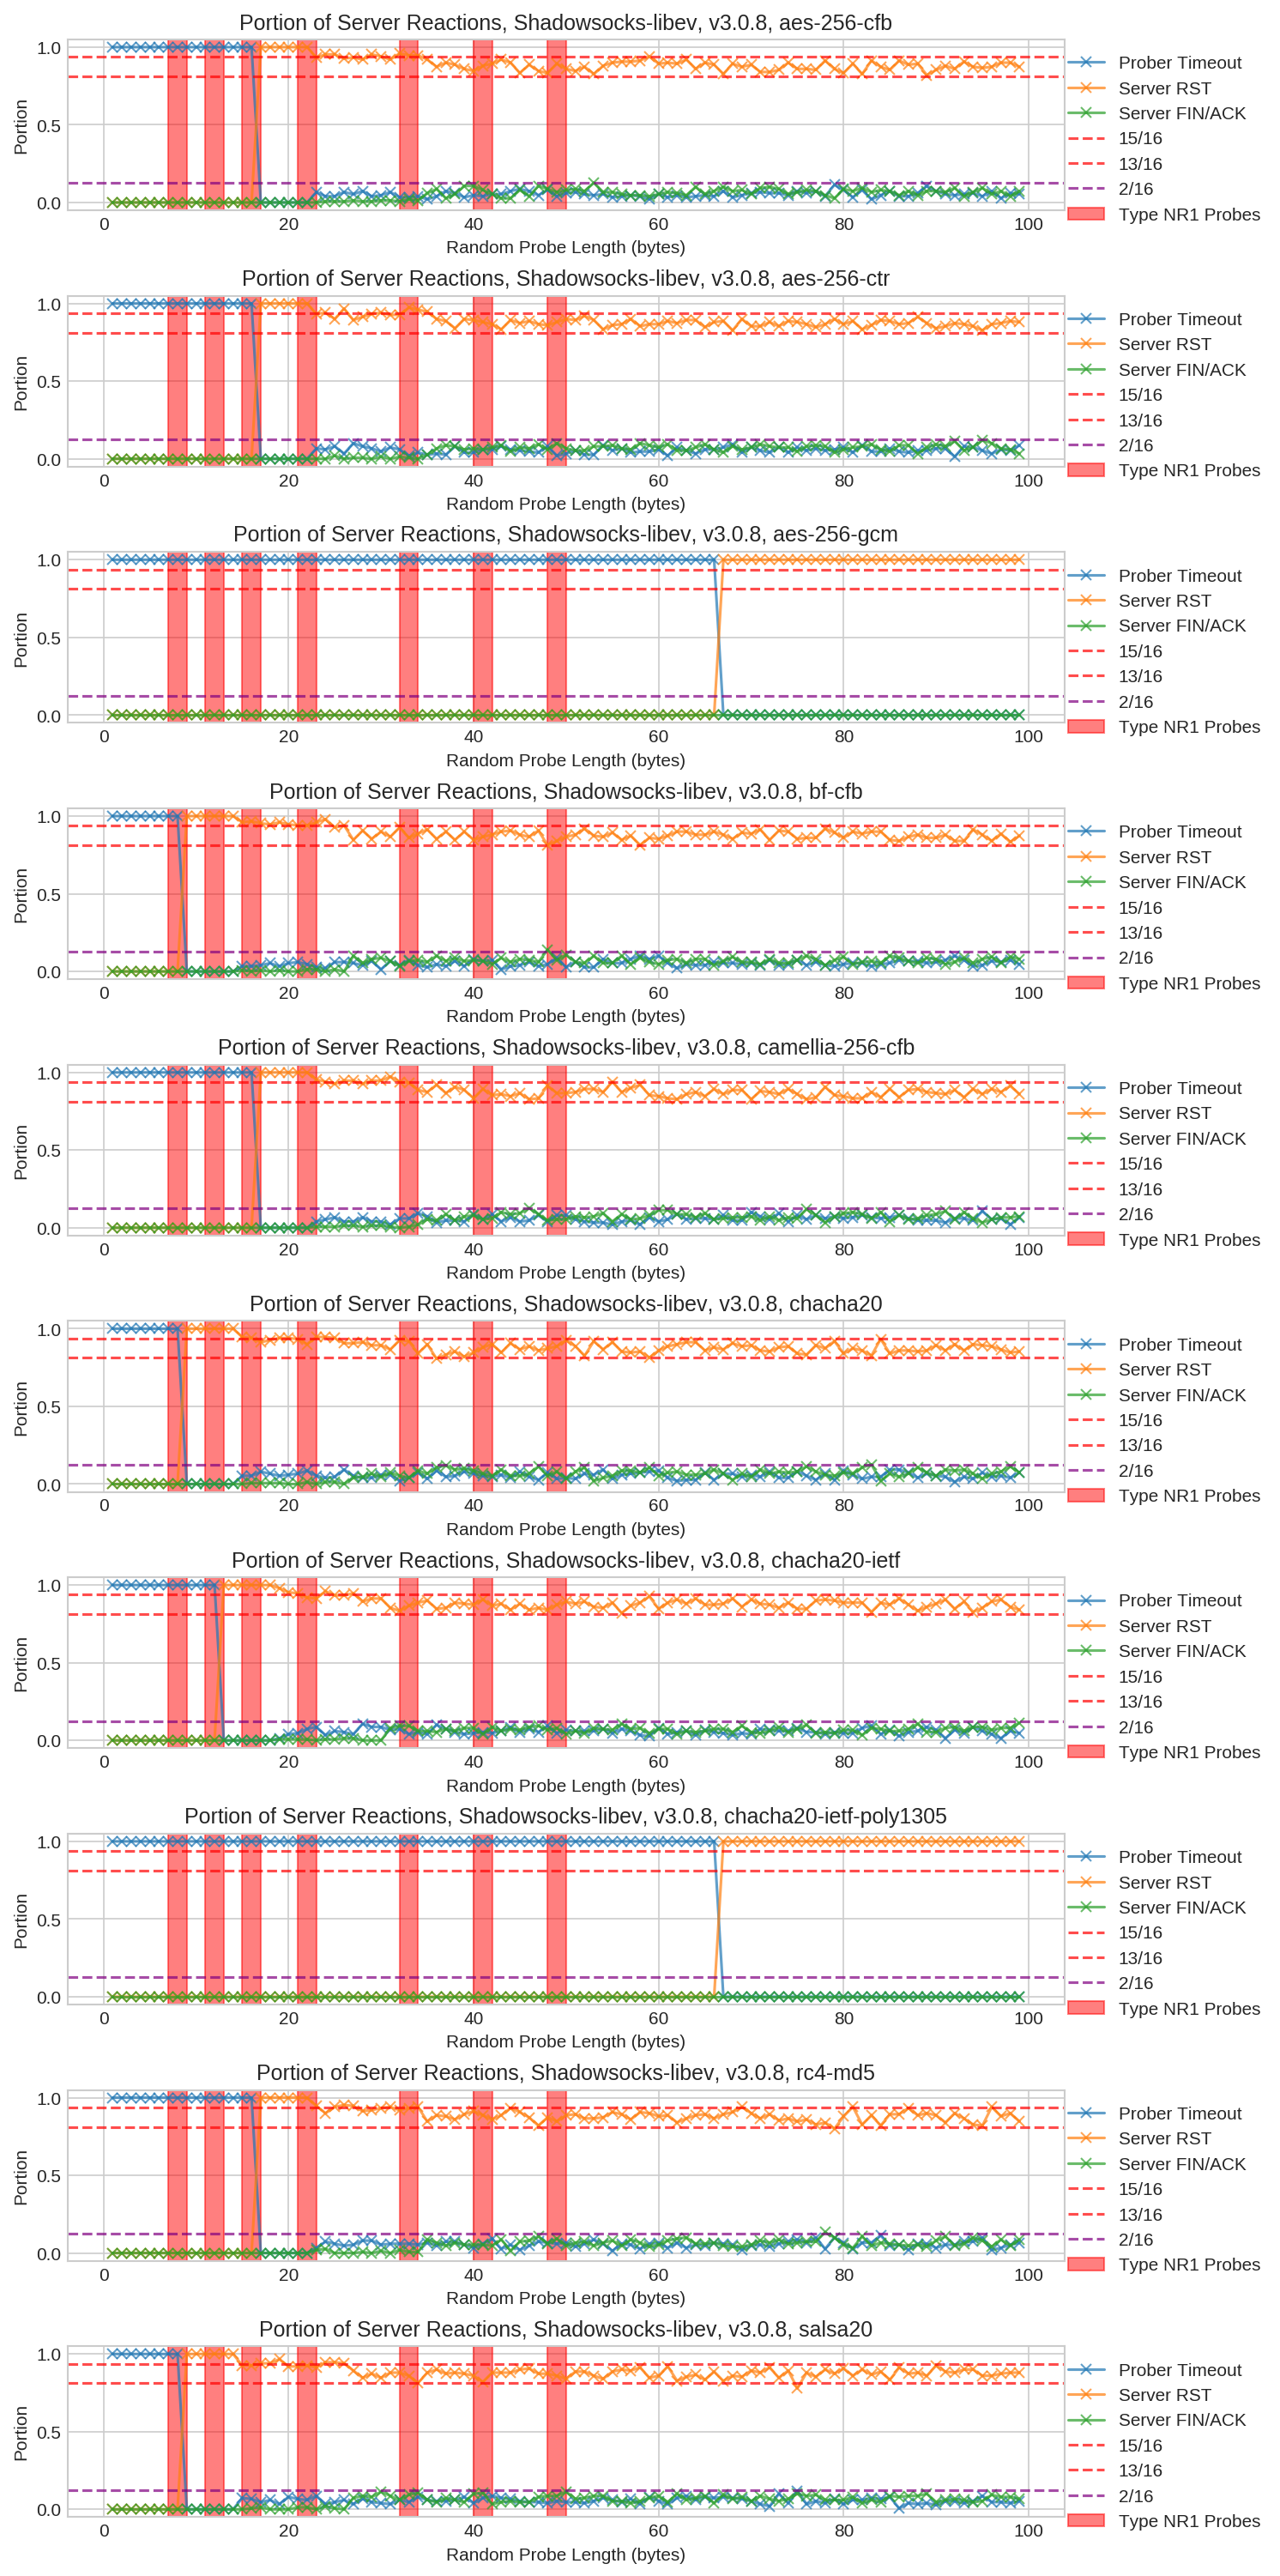 Portion of Server Reactions, Shadowsocks-libev, v3.0.8, aes-256-cfb
1.0
0.5
0.0
Portion
0 20 40 60 80 100
Random Probe Length (bytes)
Prober Timeout
Server RST
Server FIN/ACK
15/16
13/16
2/16
Type NR1 Probes
Portion of Server Reactions, Shadowsocks-libev, v3.0.8, aes-256-ctr
1.0
0.5
0.0
Portion
0 20 40 60 80 100
Random Probe Length (bytes)
Prober Timeout
Server RST
Server FIN/ACK
15/16
13/16
2/16
Type NR1 Probes
Portion of Server Reactions, Shadowsocks-libev, v3.0.8, aes-256-gcm
1.0
0.5
0.0
Portion
0 20 40 60 80 100
Random Probe Length (bytes)
Prober Timeout
Server RST
Server FIN/ACK
15/16
13/16
2/16
Type NR1 Probes
Portion of Server Reactions, Shadowsocks-libev, v3.0.8, bf-cfb
1.0
0.5
0.0
Portion
0 20 40 60 80 100
Random Probe Length (bytes)
Prober Timeout
Server RST
Server FIN/ACK
15/16
13/16
2/16
Type NR1 Probes
Portion of Server Reactions, Shadowsocks-libev, v3.0.8, camellia-256-cfb
1.0
0.5
0.0
Portion
0 20 40 60 80 100
Random Probe Length (bytes)
Prober Timeout
Server RST
Server FIN/ACK
15/16
13/16
2/16
Type NR1 Probes
Portion of Server Reactions, Shadowsocks-libev, v3.0.8, chacha20
1.0
0.5
0.0
Portion
0 20 40 60 80 100
Random Probe Length (bytes)
Prober Timeout
Server RST
Server FIN/ACK
15/16
13/16
2/16
Type NR1 Probes
Portion of Server Reactions, Shadowsocks-libev, v3.0.8, chacha20-ietf
1.0
0.5
0.0
Portion
0 20 40 60 80 100
Random Probe Length (bytes)
Prober Timeout
Server RST
Server FIN/ACK
15/16
13/16
2/16
Type NR1 Probes
Portion of Server Reactions, Shadowsocks-libev, v3.0.8, chacha20-ietf-poly1305
1.0
0.5
0.0
Portion
0 20 40 60 80 100
Random Probe Length (bytes)
Prober Timeout
Server RST
Server FIN/ACK
15/16
13/16
2/16
Type NR1 Probes
Portion of Server Reactions, Shadowsocks-libev, v3.0.8, rc4-md5
1.0
0.5
0.0
Portion
0 20 40 60 80 100
Random Probe Length (bytes)
Prober Timeout
Server RST
Server FIN/ACK
15/16
13/16
2/16
Type NR1 Probes
Portion of Server Reactions, Shadowsocks-libev, v3.0.8, salsa20
1.0
0.5
0.0
Portion
0 20 40 60 80 100
Random Probe Length (bytes)
Prober Timeout
Server RST
Server FIN/ACK
15/16
13/16
2/16
Type NR1 Probes